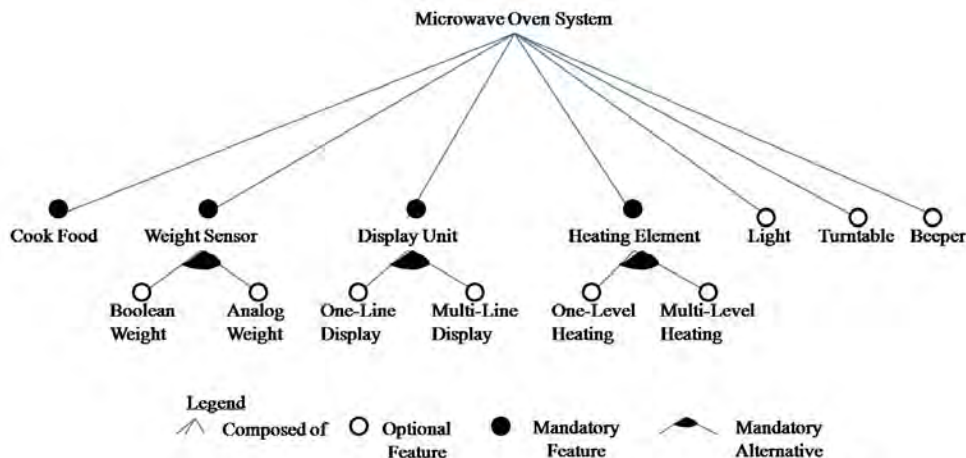 Microwave Oven System
Cook Food
Weight Sensor
Display Unit
Heating Element
Light
Turntable
Beeper
Boolean
Weight
Analog
Weight
One-Line
Display
Multi-Line
Display
One-Level
Heating
Multi-Level
Heating
Legend
Composed of
Optional
Feature
Mandatory
Feature
Mandatory
Alternative